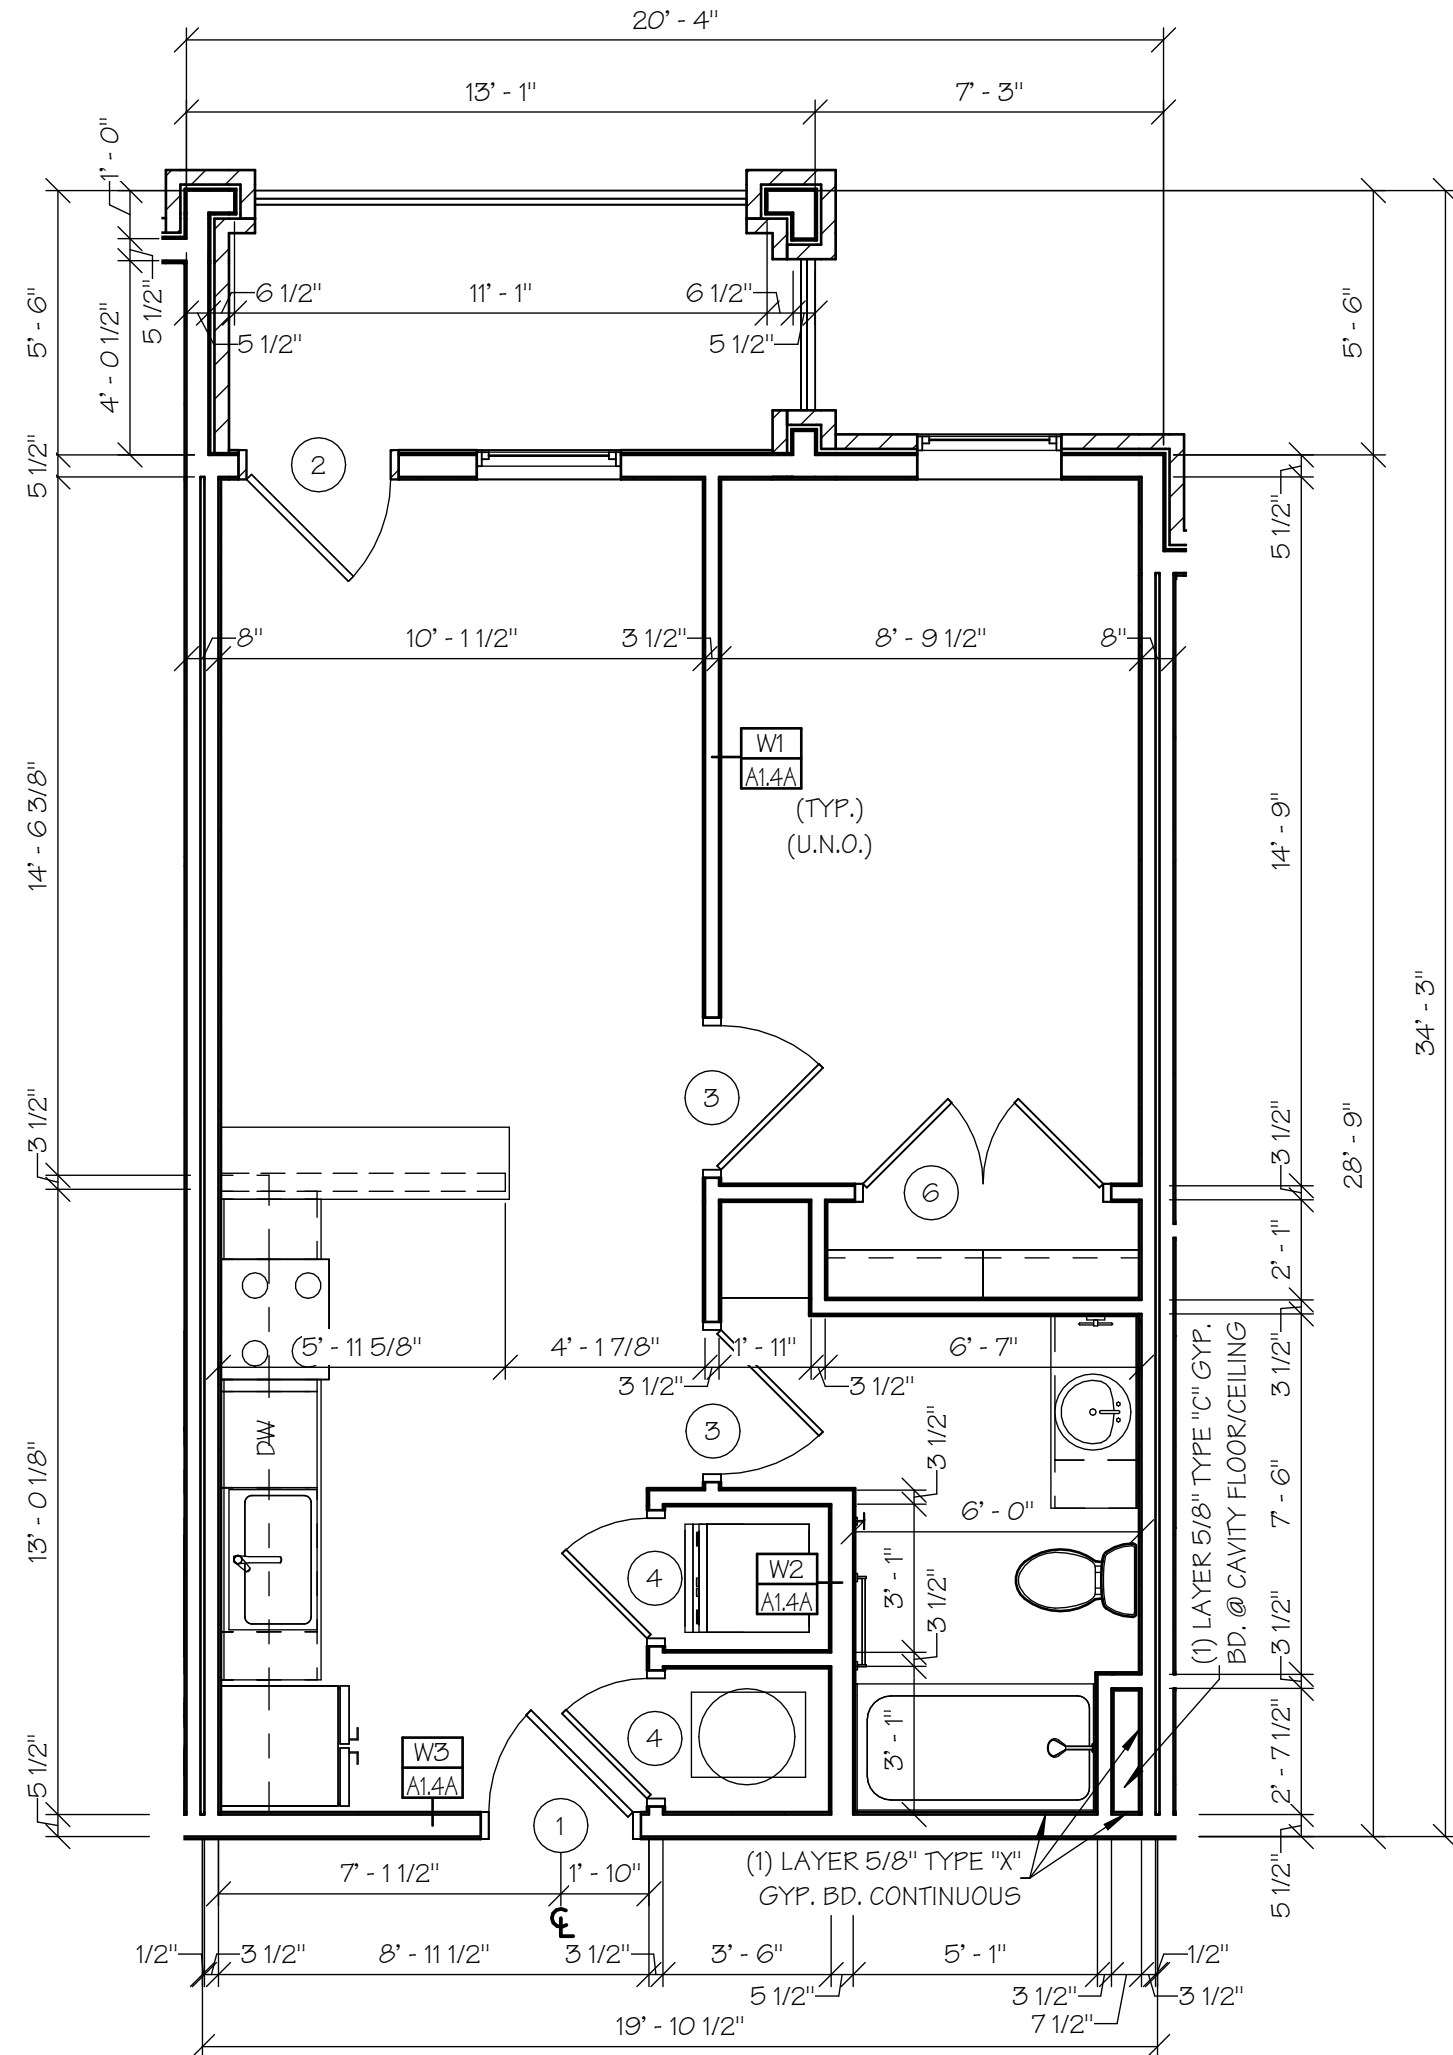 20' - 4"
13' - 1"
7' - 3"
1' - 0"
5 1/2"
4' - 0 1/2"
5' - 6"
6 1/2"
11' - 1"
6 1/2"
5 1/2"
5 1/2"
5' - 6"
5 1/2"
2
5 1/2"
8"
10' - 1 1/2"
3 1/2"
8' - 9 1/2"
8"
W1
A1.4A
(TYP.)
(U.N.O.)
14' - 6 3/8"
14' - 9"
34' - 3"
3
3 1/2"
3 1/2"
28' - 9"
6
2' - 1"
5' - 11 5/8"
4' - 1 7/8"
1' - 11"
6' - 7"
3 1/2"
3 1/2"
3 1/2"
(1) LAYER 5/8" TYPE "C" GYP.
BD. @ CAVITY FLOOR/CEILING
DW
3
3 1/2"
7' - 6"
13' - 0 1/8"
6' - 0"
4
W2
A1.4A
3' - 1"
3 1/2"
3 1/2"
4
3' - 1"
W3
A1.4A
5 1/2"
2' - 7 1/2"
1
(1) LAYER 5/8" TYPE "X"
GYP. BD. CONTINUOUS
5 1/2"
7' - 1 1/2"
1' - 10"
CL
1/2"
3 1/2"
8' - 11 1/2"
3 1/2"
3' - 6"
5' - 1"
1/2"
5 1/2"
3 1/2"
3 1/2"
7 1/2"
19' - 10 1/2"